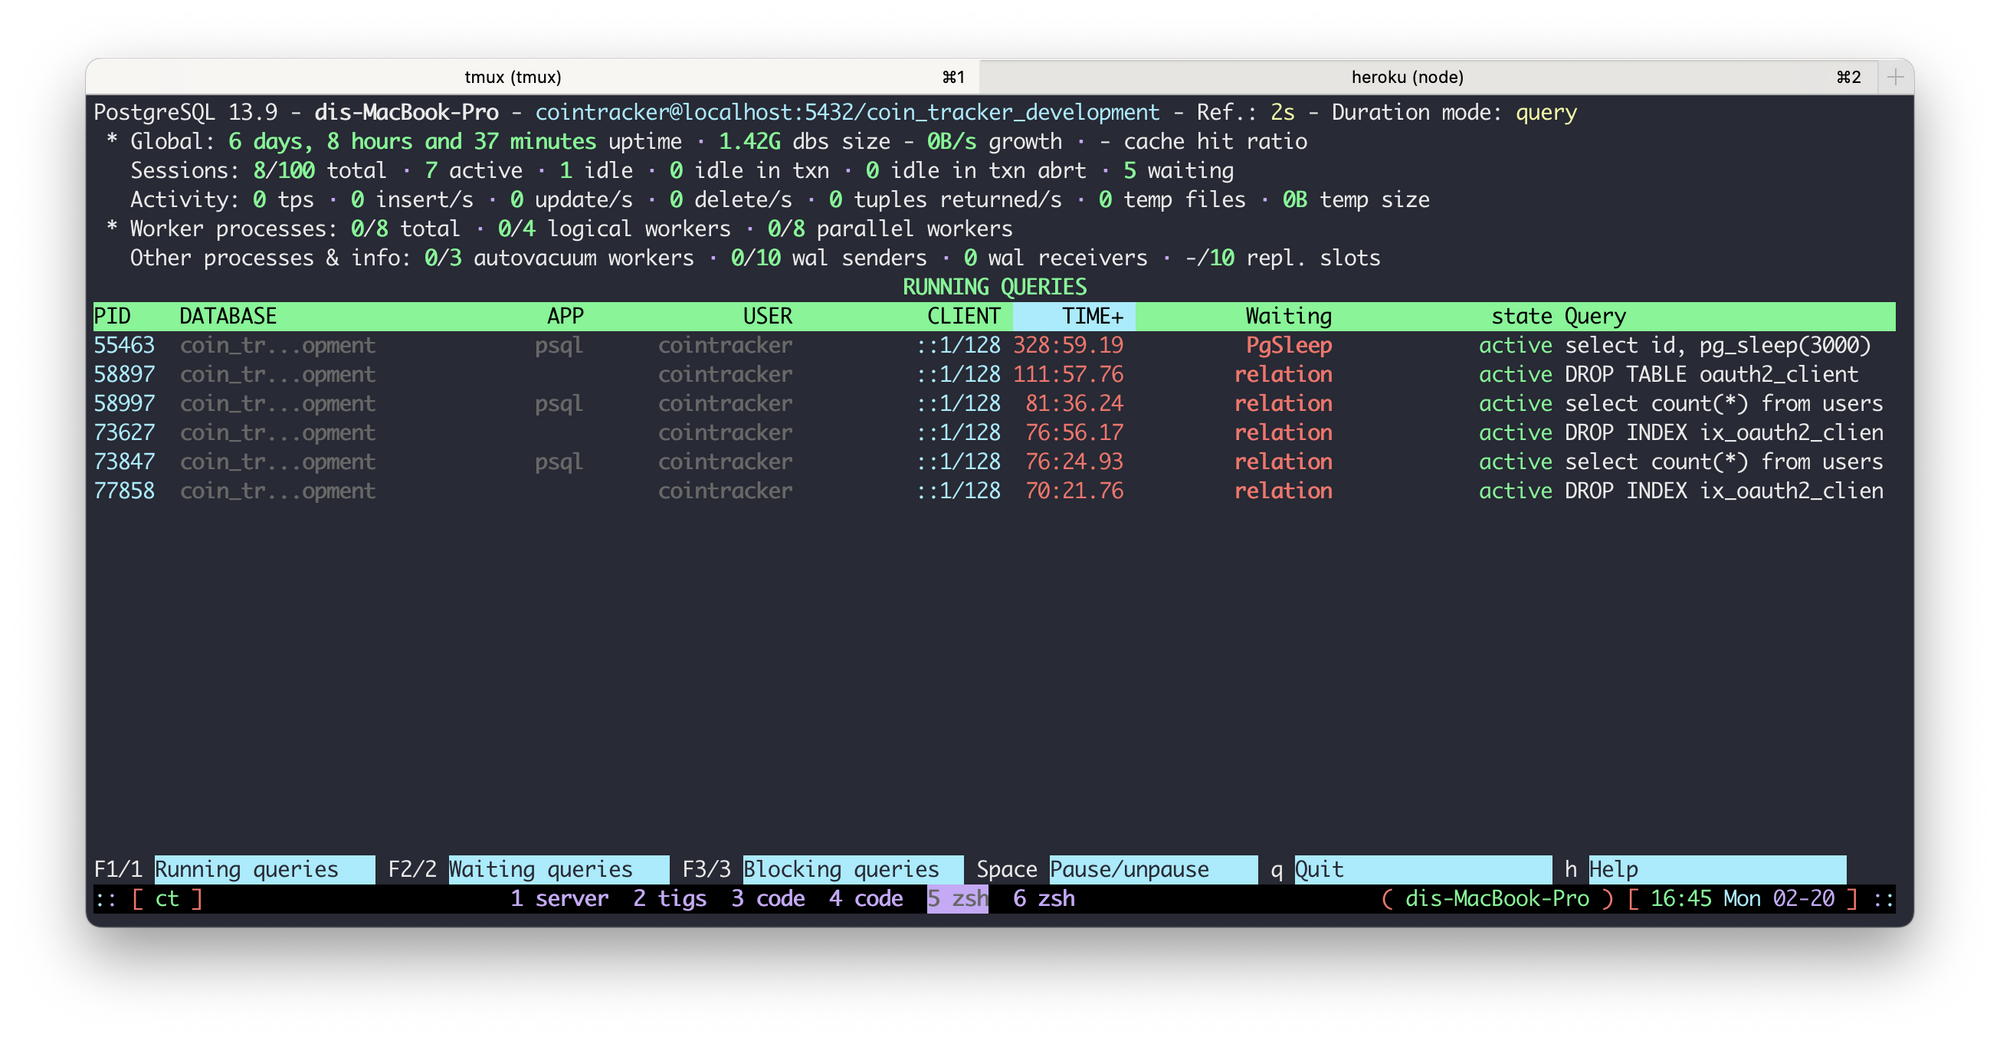 tmux (tmux) ⌘1 heroku (node) ⌘2 +
PostgreSQL 13.9 - dis-MacBook-Pro - cointracker@localhost:5432/coin_tracker_development - Ref.: 2s - Duration mode: query
* Global: 6 days, 8 hours and 37 minutes uptime · 1.42G dbs size - 0B/s growth · - cache hit ratio
Sessions: 8/100 total · 7 active · 1 idle · 0 idle in txn · 0 idle in txn abrt · 5 waiting
Activity: 0 tps · 0 insert/s · 0 update/s · 0 delete/s · 0 tuples returned/s · 0 temp files · 0B temp size
* Worker processes: 0/8 total · 0/4 logical workers · 0/8 parallel workers
Other processes & info: 0/3 autovacuum workers · 0/10 wal senders · 0 wal receivers · -/10 repl. slots
RUNNING QUERIES
PID DATABASE APP USER CLIENT TIME+ Waiting state Query
55463 coin_tr...opment psql cointracker ::1/128 328:59.19 PgSleep active select id, pg_sleep(3000)
58897 coin_tr...opment cointracker ::1/128 111:57.76 relation active DROP TABLE oauth2_client
58997 coin_tr...opment psql cointracker ::1/128 81:36.24 relation active select count(*) from users
73627 coin_tr...opment cointracker ::1/128 76:56.17 relation active DROP INDEX ix_oauth2_clien
73847 coin_tr...opment psql cointracker ::1/128 76:24.93 relation active select count(*) from users
77858 coin_tr...opment cointracker ::1/128 70:21.76 relation active DROP INDEX ix_oauth2_clien
F1/1 Running queries F2/2 Waiting queries F3/3 Blocking queries Space Pause/unpause q Quit h Help
:: [ ct ] 1 server 2 tigs 3 code 4 code 5 zsh 6 zsh ( dis-MacBook-Pro ) [ 16:45 Mon 02-20 ] ::